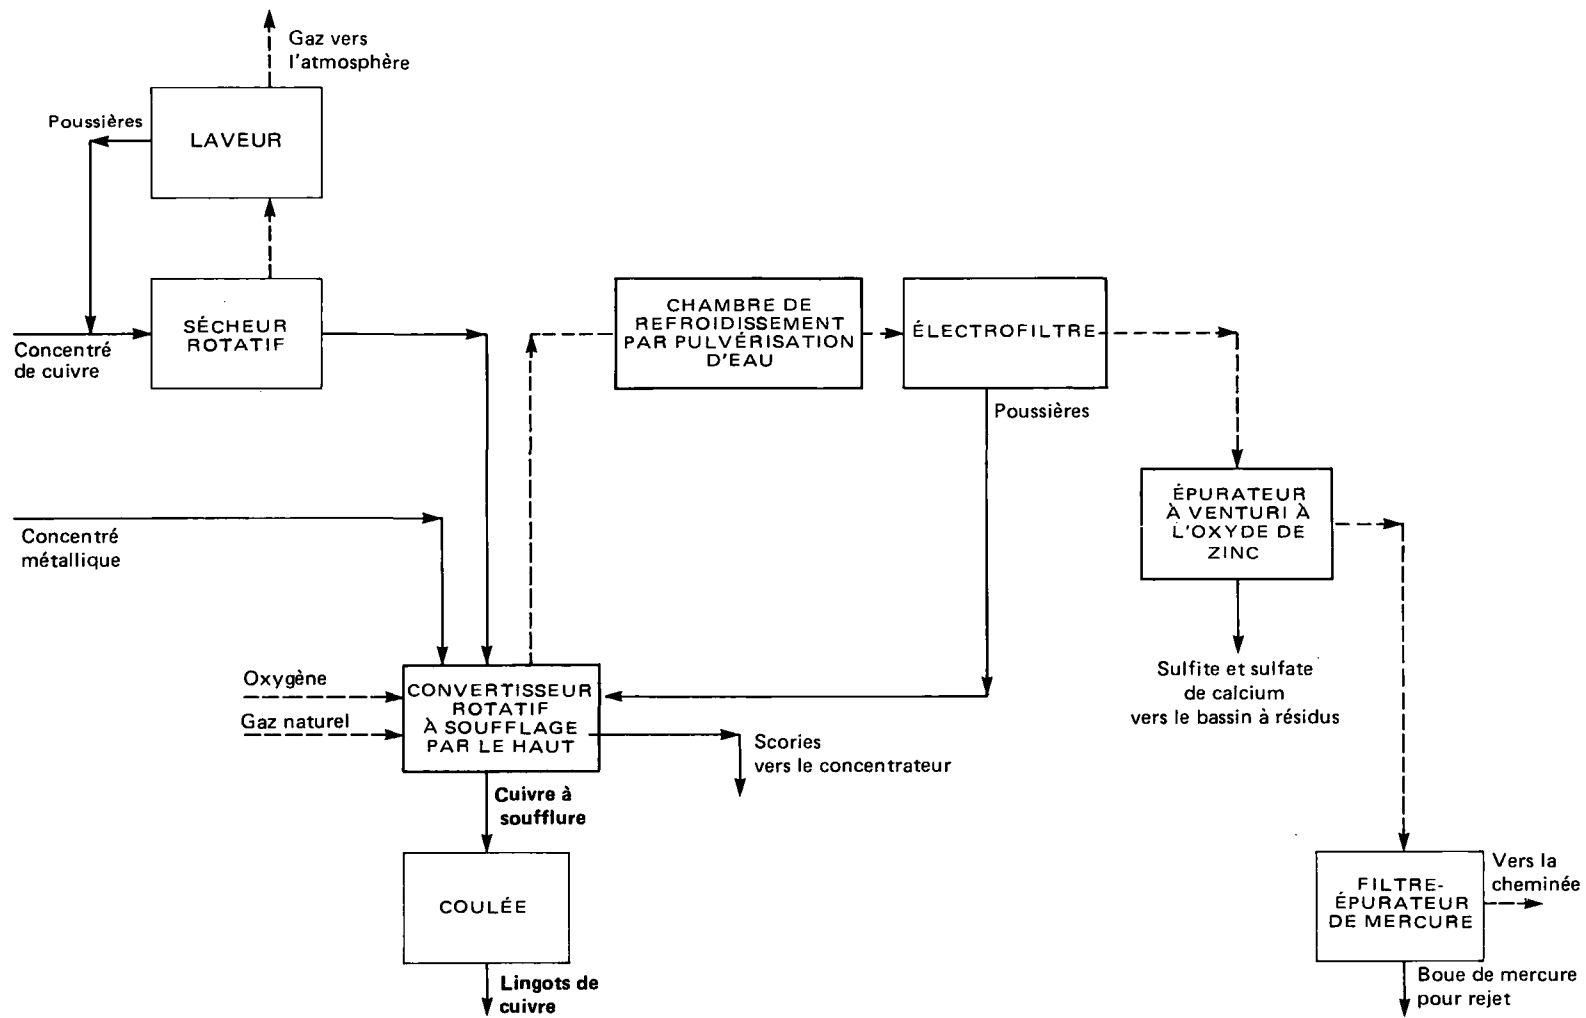 Gaz vers
l'atmosphère
Poussières
LAVEUR
SÉCHEUR
ROTATIF
Concentré
de cuivre
CHAMBRE DE
REFROIDISSEMENT
PAR PULVÉRISATION
D'EAU
ÉLECTROFILTRE
Poussières
ÉPURATEUR
À VENTURI À
L'OXYDE DE
ZINC
Concentré
métallique
Sulfite et sulfate
de calcium
vers le bassin à résidus
Oxygène
Gaz naturel
CONVERTISSEUR
ROTATIF
À SOUFFLAGE
PAR LE HAUT
Scories
vers le concentrateur
Cuivre à
soufflure
COULÉE
Lingots de
cuivre
FILTRE-
ÉPURATEUR
DE MERCURE
Vers la
cheminée
Boue de mercure
pour rejet